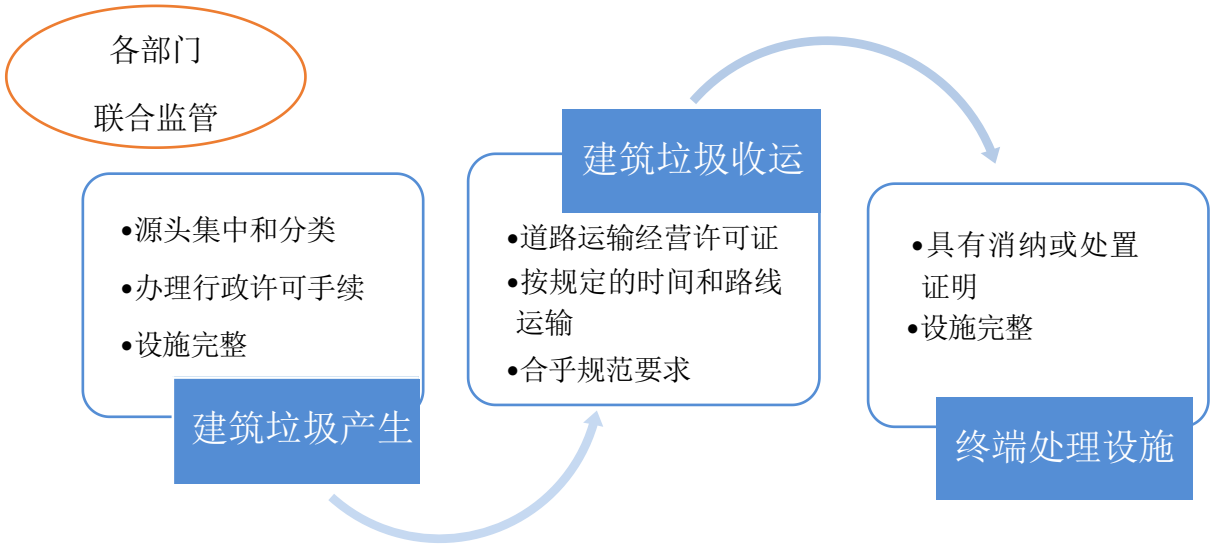 各部门
联合监管
•源头集中和分类
•办理行政许可手续
•设施完整
建筑垃圾产生
建筑垃圾收运
•道路运输经营许可证
•按规定的时间和路线
运输
•合乎规范要求
•具有消纳或处置
证明
•设施完整
终端处理设施